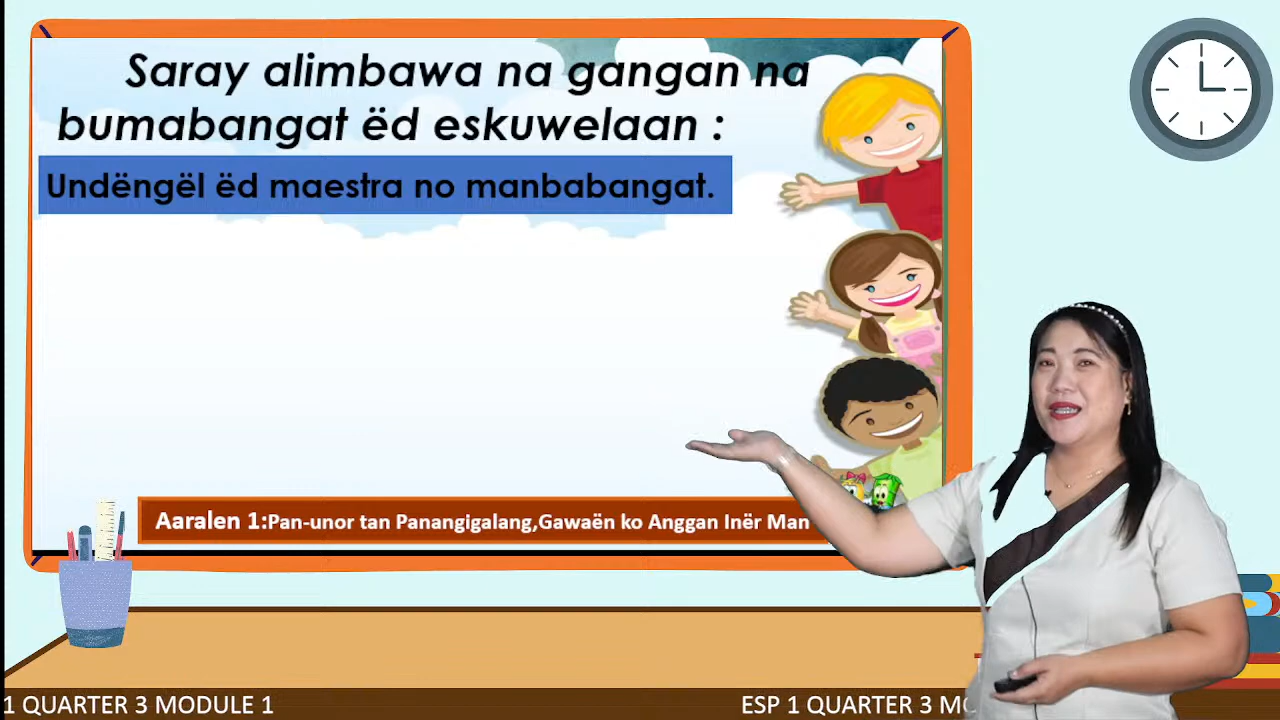 Saray alimbawa na gangan na
bumabangat ëd eskuwelaan :
Undëngël ëd maestra no manbabangat.
Aaralen 1:Pan-unor tan Panangigalang,Gawaën ko Anggan Inër Man
1 QUARTER 3 MODULE 1
ESP 1 QUARTER 3 MO